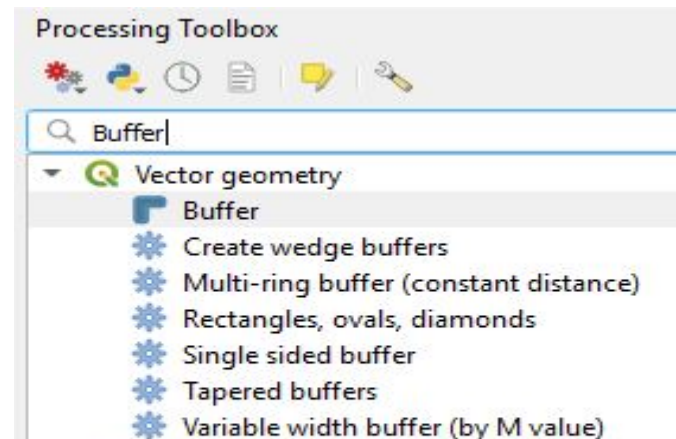 Processing Toolbox
Buffer
Vector geometry
Buffer
Create wedge buffers
Multi-ring buffer (constant distance)
Rectangles, ovals, diamonds
Single sided buffer
Tapered buffers
Variable width buffer (by M value)